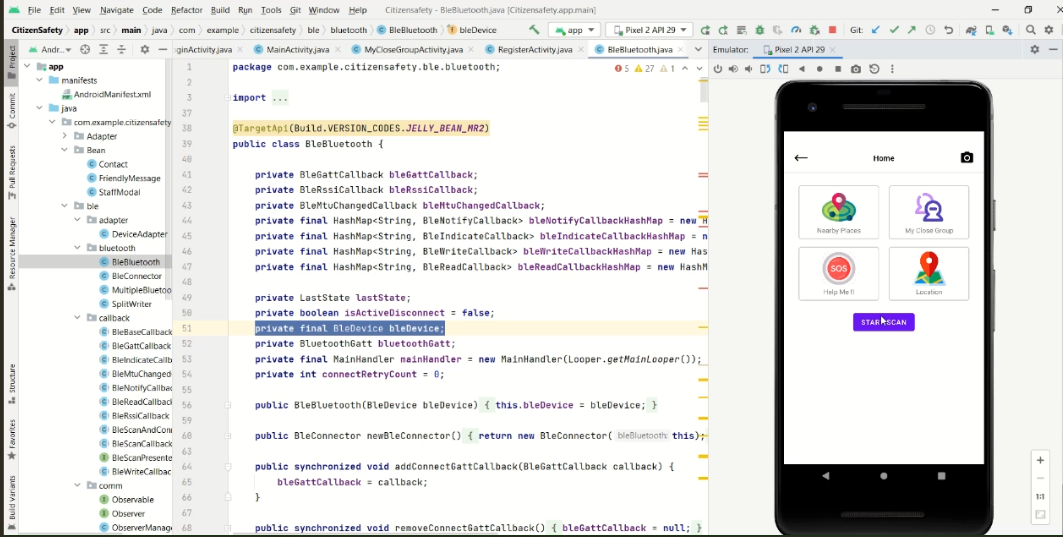 File Edit View Navigate Code Refactor Build Run Tools Git Window Help Citizensafety - BleBluetooth.java [Citizensafety.app.main]
CitizenSafety app src main java com example citizensafety ble bluetooth BleBluetooth bleDevice app Pixel 2 API 29 Git:
Andr... ginActivity.java MainActivity.java MyCloseGroupActivity.java RegisterActivity.java BleBluetooth.java Emulator: Pixel 2 API 29
Project
Commit
Pull Requests
Resource Manager
Structure
Favorites
Build Variants
app
manifests
AndroidManifest.xml
java
com.example.citizensafety
Adapter
Bean
Contact
FriendlyMessage
StaffModal
ble
adapter
DeviceAdapter
bluetooth
BleBluetooth
BleConnector
MultipleBluetoo
SplitWriter
callback
BleBaseCallback
BleGattCallback
BleIndicateCallb
BleMtuChanged
BleNotifyCallbac
BleReadCallback
BleRssiCallback
BleScanAndCon
BleScanCallback
BleScanPresente
BleWriteCallbac
comm
Observable
Observer
ObserverManag
5 27 1
1 package com.example.citizensafety.ble.bluetooth;
2
3 import ...
37
38 @TargetApi(Build.VERSION_CODES.JELLY_BEAN_MR2)
39 public class BleBluetooth {
40
41 private BleGattCallback bleGattCallback;
42 private BleRssiCallback bleRssiCallback;
43 private BleMtuChangedCallback bleMtuChangedCallback;
44 private final HashMap<String, BleNotifyCallback> bleNotifyCallbackHashMap = new H
45 private final HashMap<String, BleIndicateCallback> bleIndicateCallbackHashMap = n
46 private final HashMap<String, BleWriteCallback> bleWriteCallbackHashMap = new Has
47 private final HashMap<String, BleReadCallback> bleReadCallbackHashMap = new HashM
48
49 private LastState lastState;
50 private boolean isActiveDisconnect = false;
51 private final BleDevice bleDevice;
52 private BluetoothGatt bluetoothGatt;
53 private final MainHandler mainHandler = new MainHandler(Looper.getMainLooper());
54 private int connectRetryCount = 0;
55
56 public BleBluetooth(BleDevice bleDevice) { this.bleDevice = bleDevice; }
59
60 public BleConnector newBleConnector() { return new BleConnector( bleBluetooth: this);
63
64 public synchronized void addConnectGattCallback(BleGattCallback callback) {
65 bleGattCallback = callback;
66 }
67
68 public synchronized void removeConnectGattCallback() { bleGattCallback = null; }
Home
Nearby Places
My Close Group
SOS
Help Me !!
Location
START SCAN
1:1